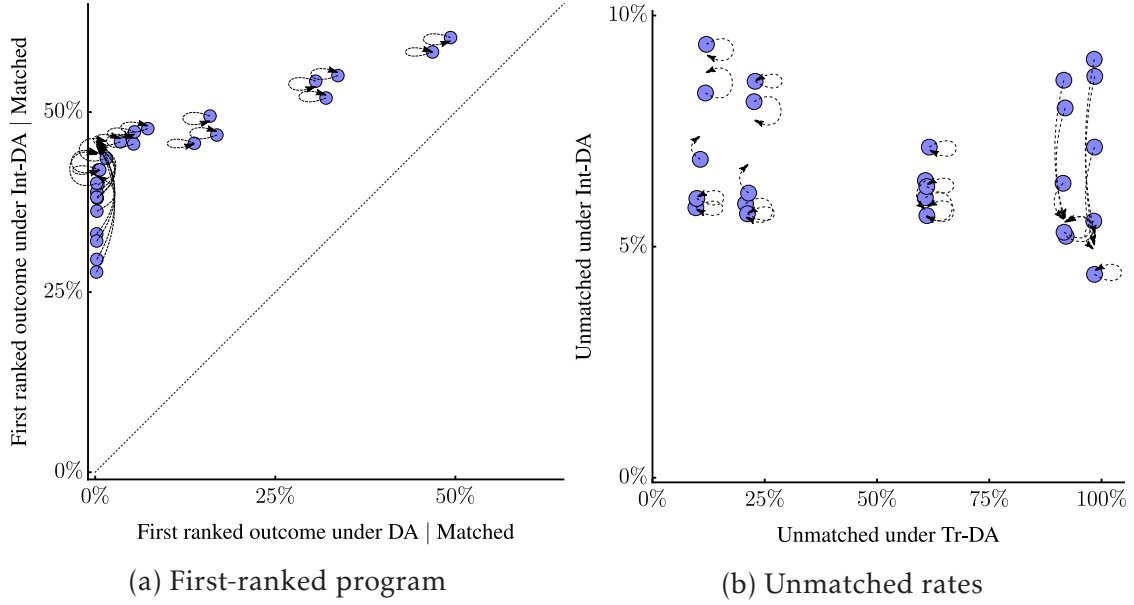 First ranked outcome under Int-DA | Matched
50%
25%
0%
0%
25%
50%
First ranked outcome under DA | Matched
(a) First-ranked program
Unmatched under Int-DA
10%
5%
0%
0%
25%
50%
75%
100%
Unmatched under Tr-DA
(b) Unmatched rates